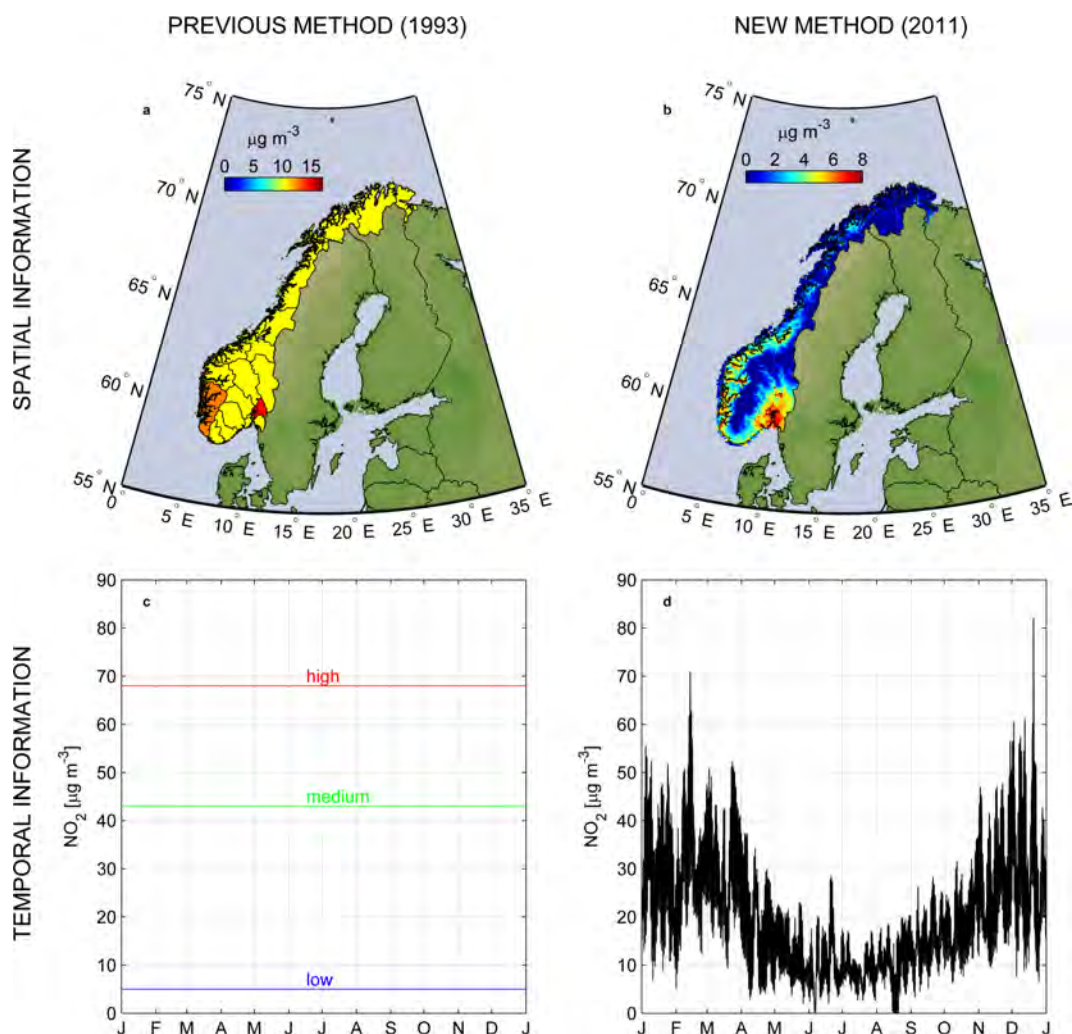 PREVIOUS METHOD (1993)
NEW METHOD (2011)
SPATIAL INFORMATION
a
µg m⁻³
0 5 10 15
75° N
70° N
65° N
60° N
55° N
0
5° E
10° E
15° E
20° E
25° E
30° E
35° E
b
µg m⁻³
0 2 4 6 8
75° N
70° N
65° N
60° N
55° N
0
5° E
10° E
15° E
20° E
25° E
30° E
35° E
TEMPORAL INFORMATION
c
NO₂ [µg m⁻³]
90
80
70
60
50
40
30
20
10
0
high
medium
low
J F M A M J J A S O N D J
d
NO₂ [µg m⁻³]
90
80
70
60
50
40
30
20
10
0
J F M A M J J A S O N D J